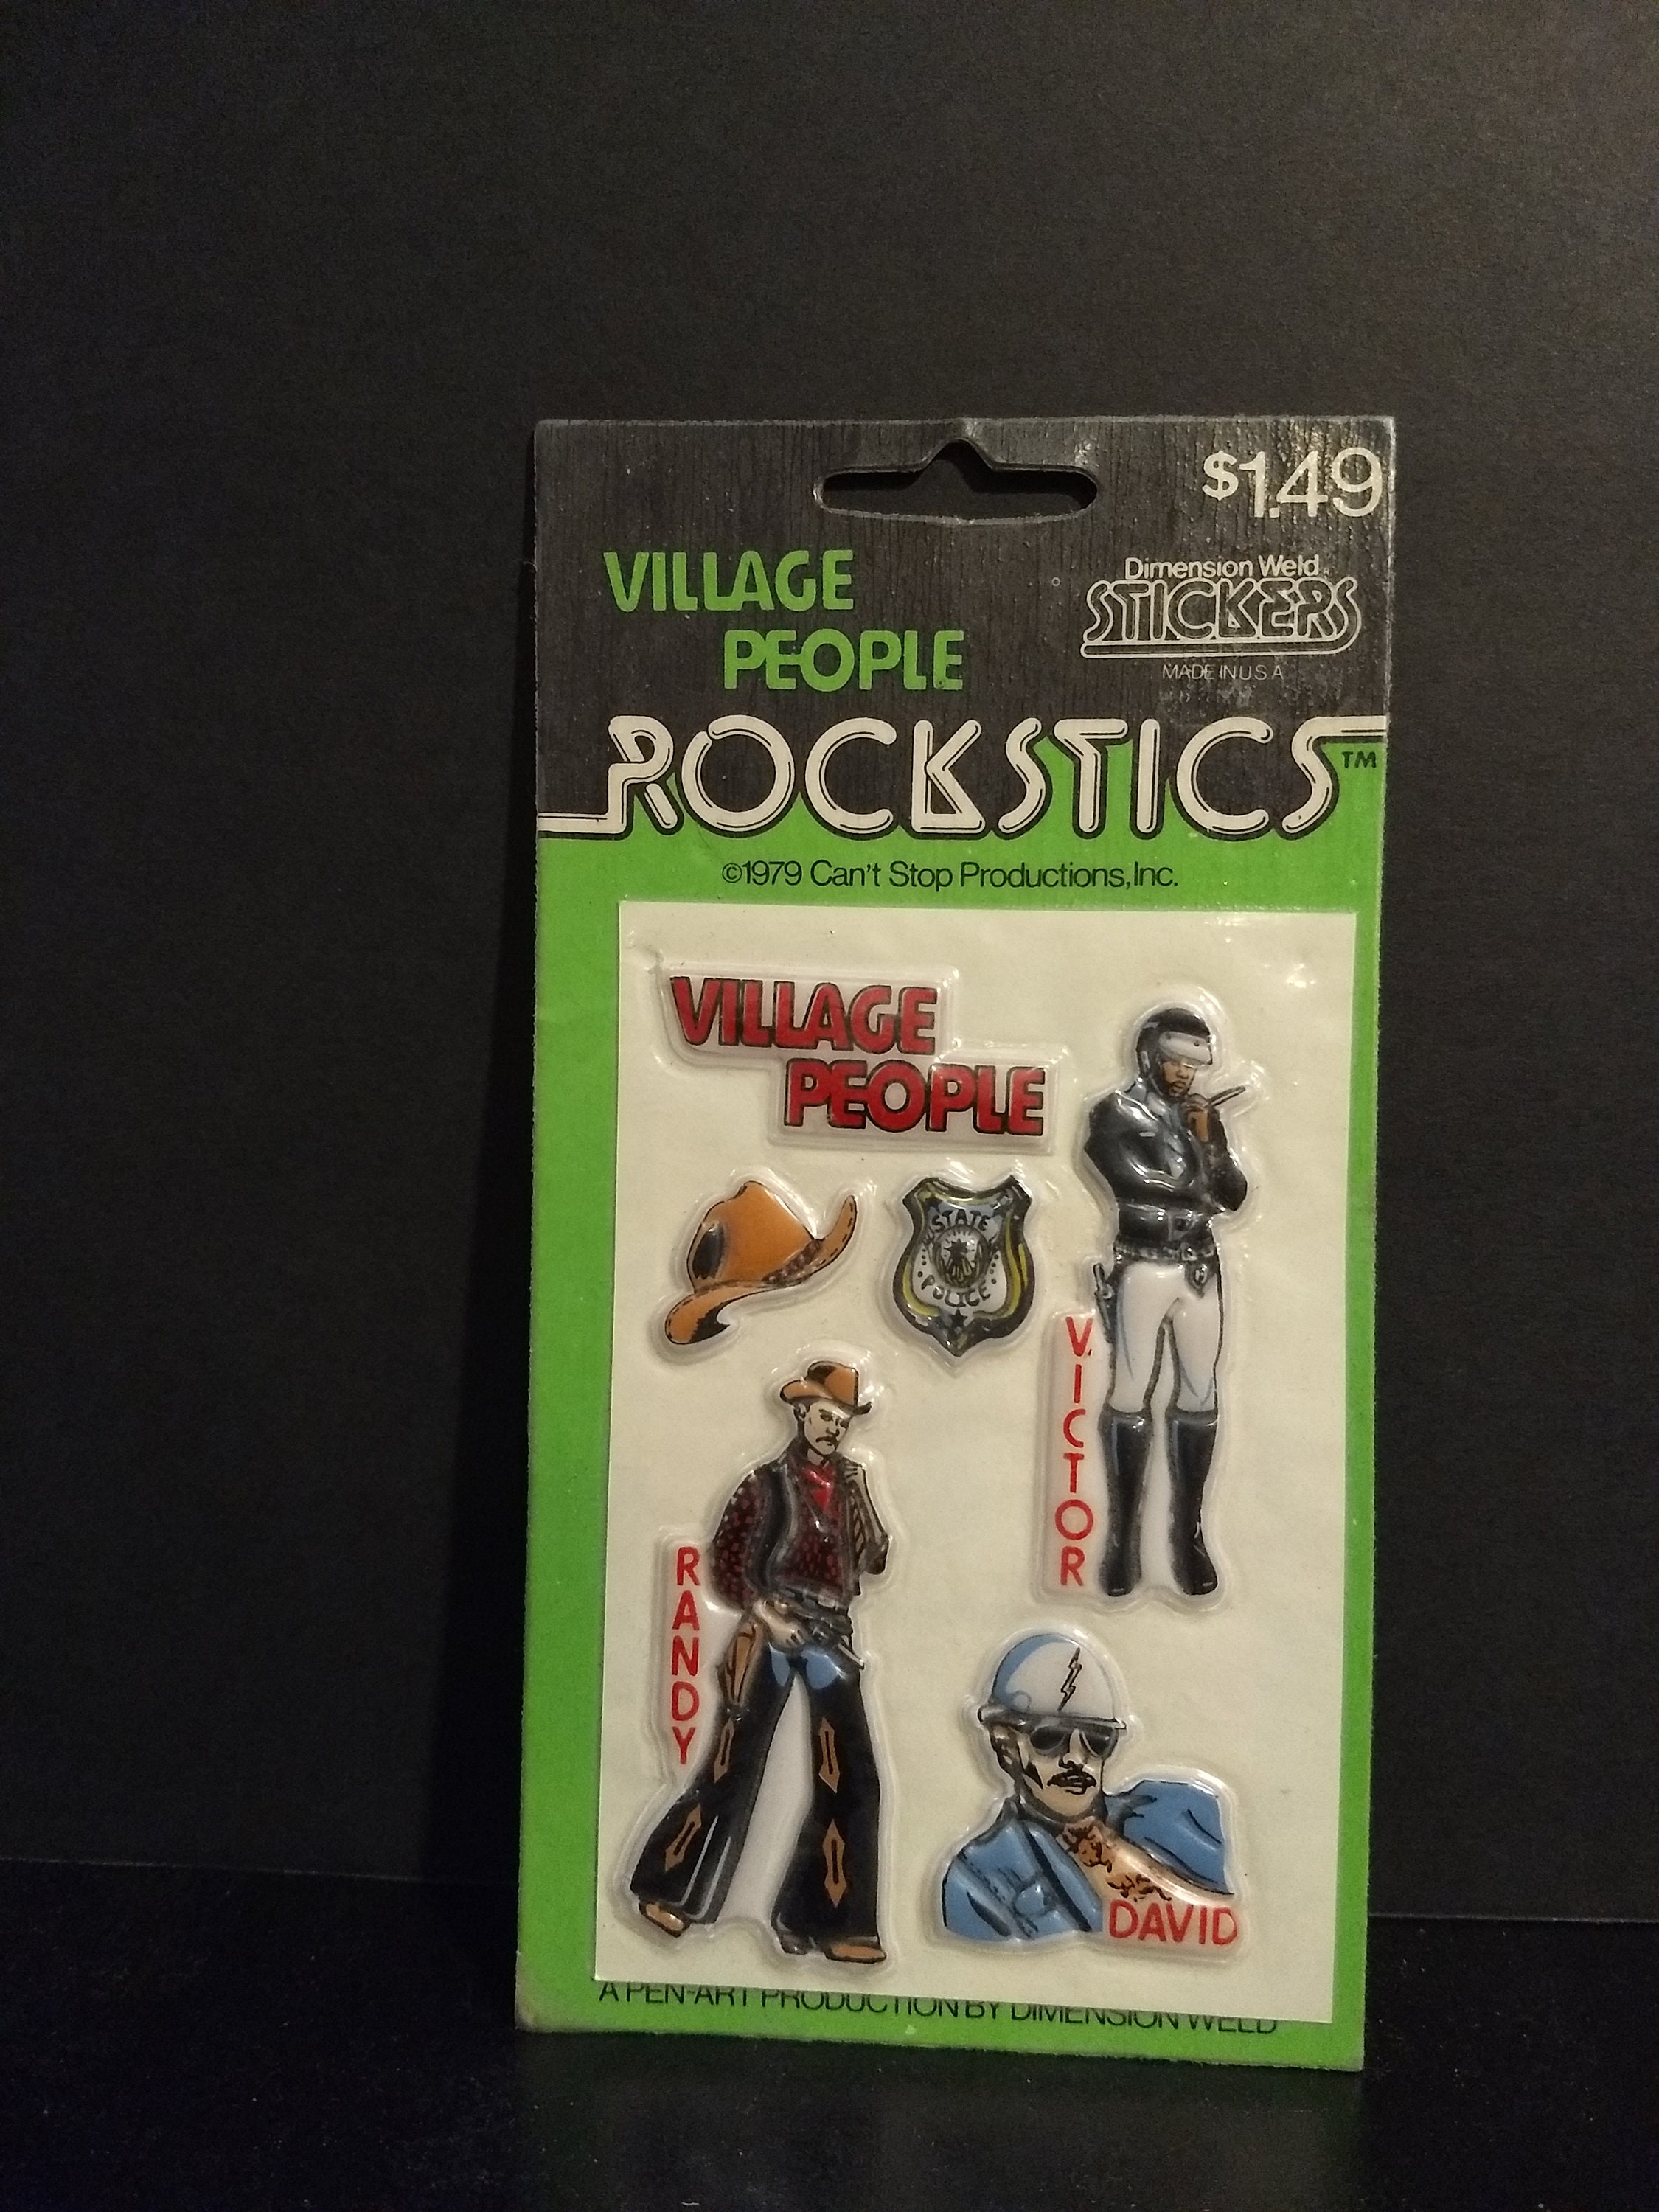 $1.49
VILLAGE
PEOPLE
Dimension Weld
STICKERS
MADE IN U.S.A
ROCKSTICS™
©1979 Can't Stop Productions, Inc.
VILLAGE
PEOPLE
STATE
POLICE
VICTOR
RANDY
DAVID
A PEN-ART PRODUCTION BY DIMENSION WELD